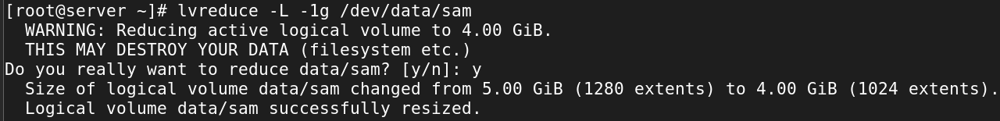 [root@server ~]# lvreduce -L -1g /dev/data/sam
WARNING: Reducing active logical volume to 4.00 GiB.
THIS MAY DESTROY YOUR DATA (filesystem etc.)
Do you really want to reduce data/sam? [y/n]: y
Size of logical volume data/sam changed from 5.00 GiB (1280 extents) to 4.00 GiB (1024 extents).
Logical volume data/sam successfully resized.